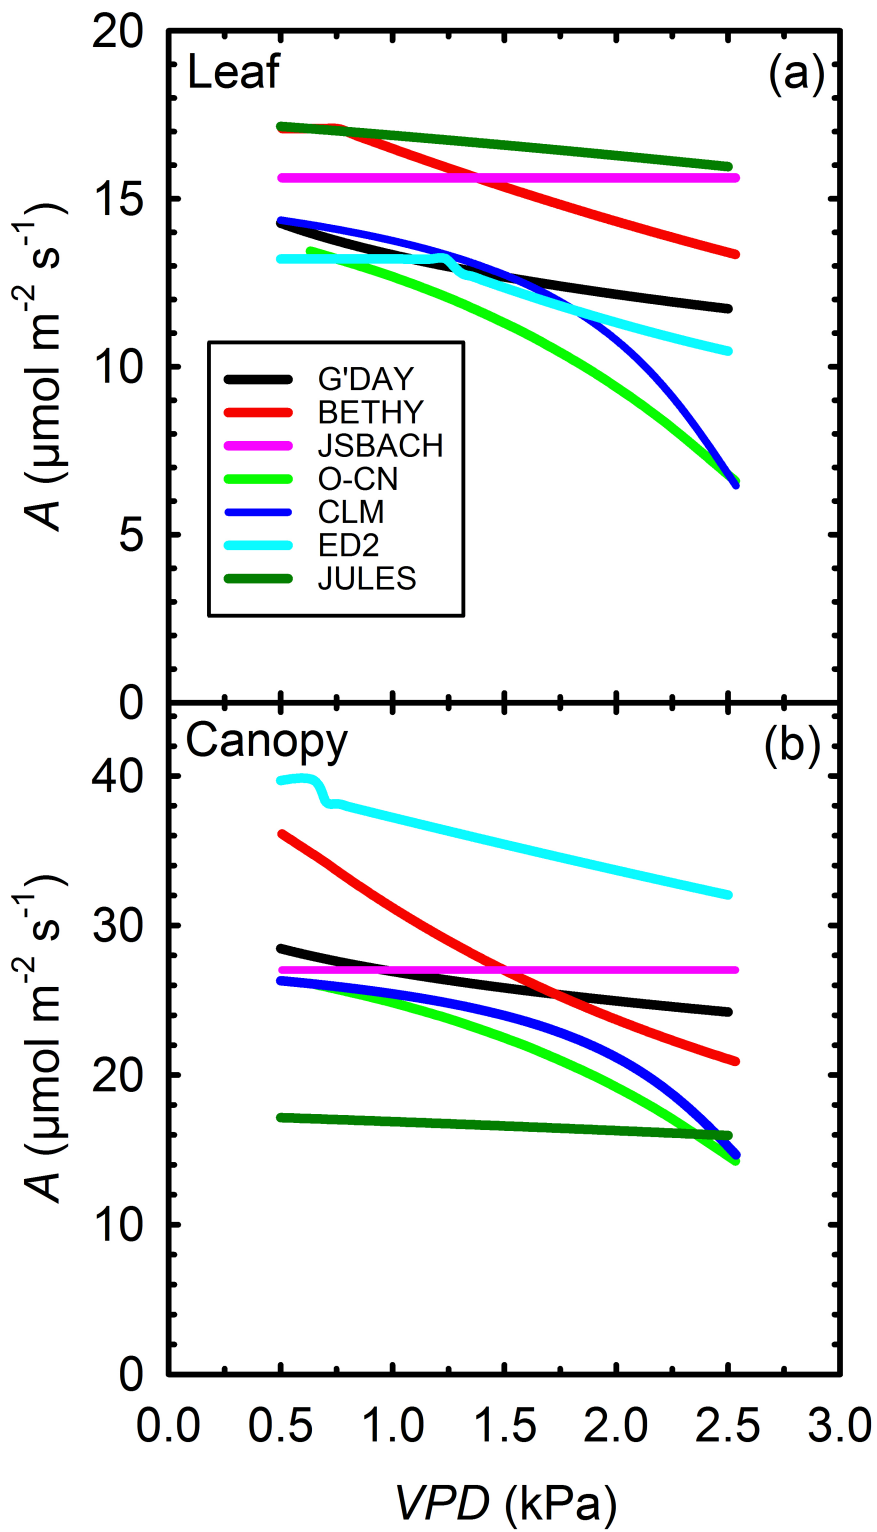 20
Leaf (a)
15
10
5
0
A (µmol m⁻² s⁻¹)
G'DAY
BETHY
JSBACH
O-CN
CLM
ED2
JULES
Canopy (b)
40
30
20
10
0
A (µmol m⁻² s⁻¹)
0.0 0.5 1.0 1.5 2.0 2.5 3.0
VPD (kPa)